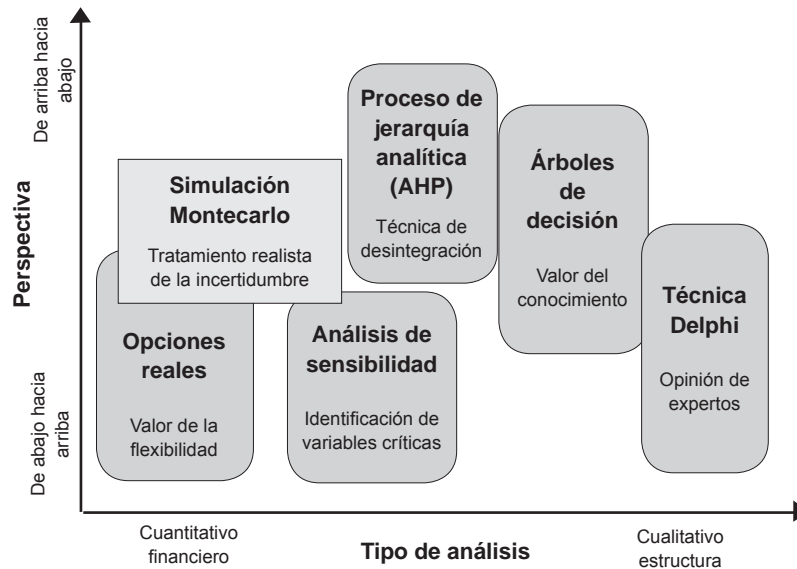 De arriba hacia
abajo
Perspectiva
De abajo hacia
arriba
Proceso de
jerarquía
analítica
(AHP)
Técnica de
desintegración
Árboles
de
decisión
Valor del
conocimiento
Simulación
Montecarlo
Tratamiento realista
de la incertidumbre
Técnica
Delphi
Opinión de
expertos
Opciones
reales
Valor de la
flexibilidad
Análisis de
sensibilidad
Identificación de
variables críticas
Cuantitativo
financiero
Tipo de análisis
Cualitativo
estructura